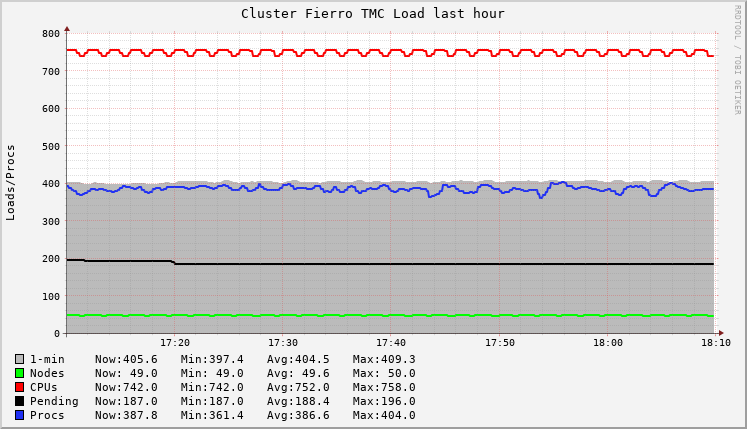 Cluster Fierro TMC Load last hour
RRDTOOL / TOBI OETIKER
Loads/Procs
800
700
600
500
400
300
200
100
0
17:20 17:30 17:40 17:50 18:00 18:10
1-min Now:405.6 Min:397.4 Avg:404.5 Max:409.3
Nodes Now: 49.0 Min: 49.0 Avg: 49.6 Max: 50.0
CPUs Now:742.0 Min:742.0 Avg:752.0 Max:758.0
Pending Now:187.0 Min:187.0 Avg:188.4 Max:196.0
Procs Now:387.8 Min:361.4 Avg:386.6 Max:404.0